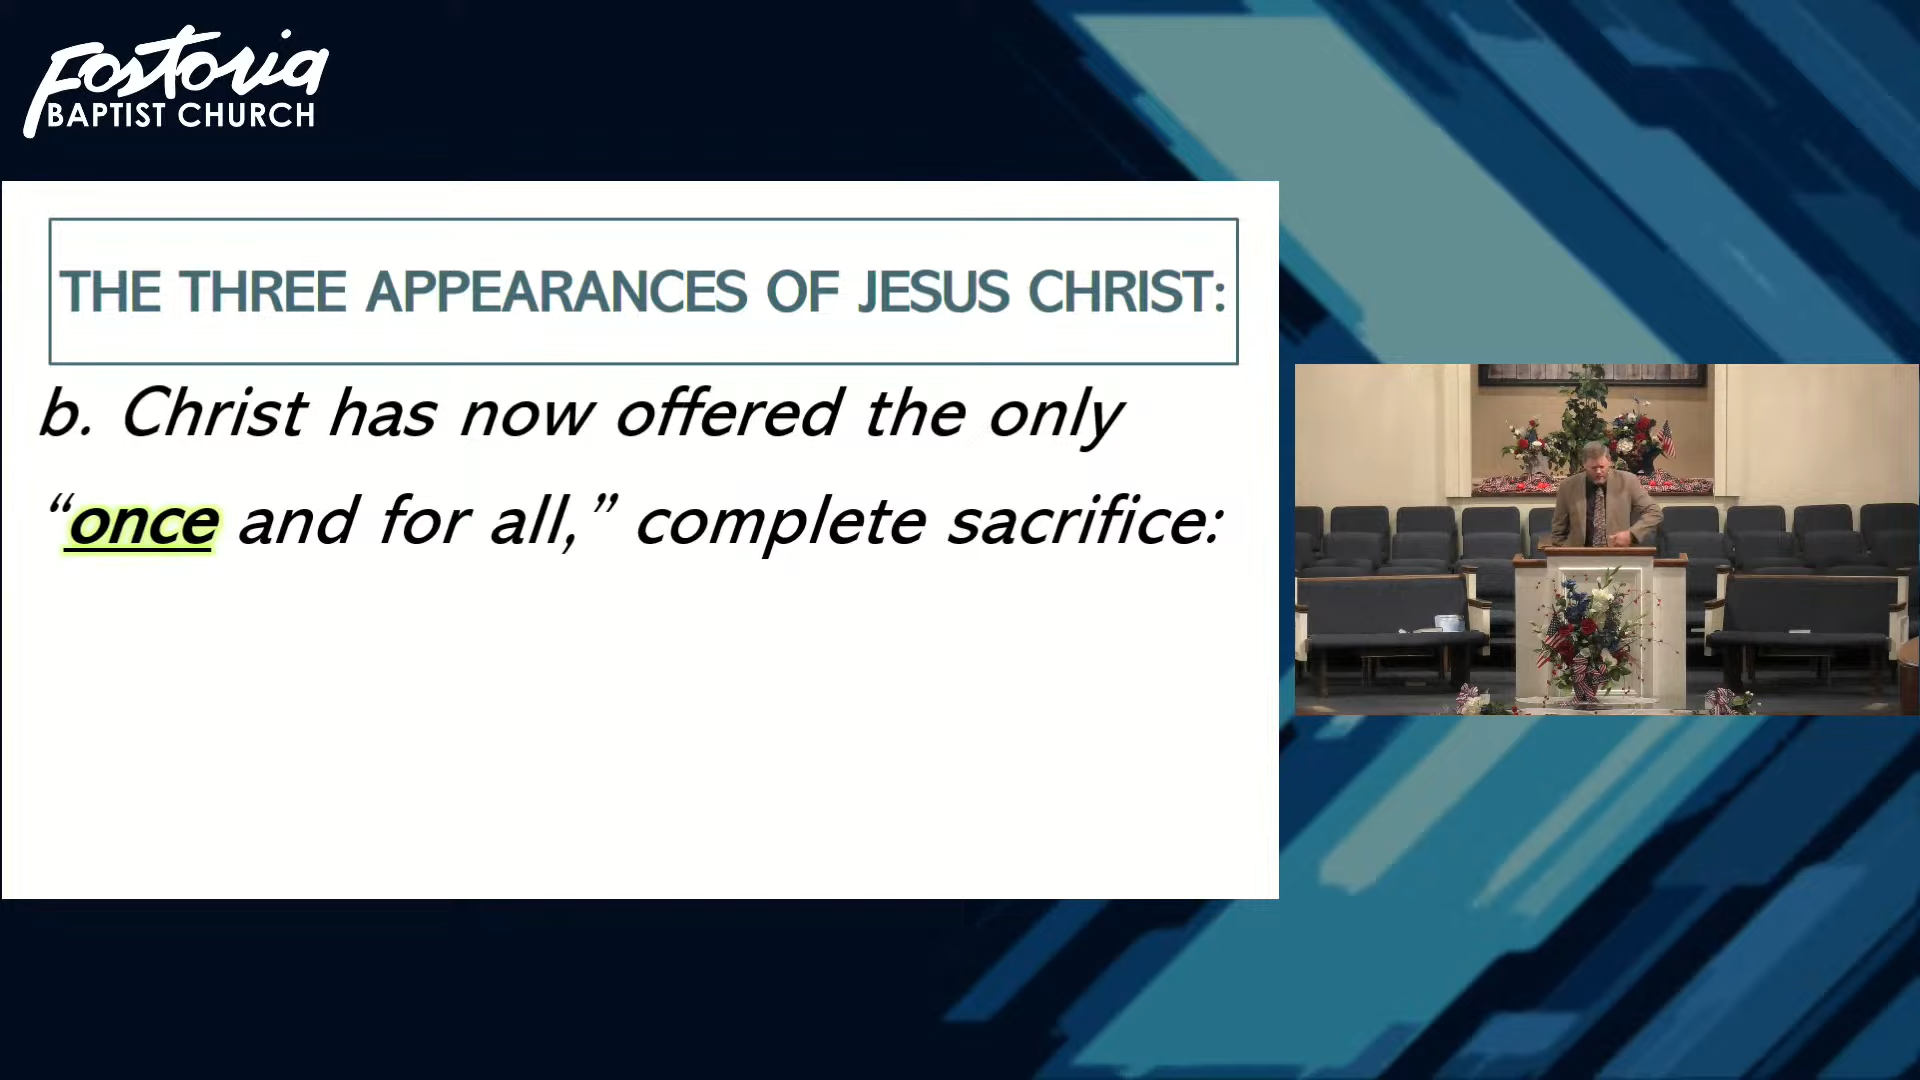 Fostoria
BAPTIST CHURCH
THE THREE APPEARANCES OF JESUS CHRIST:
b. Christ has now offered the only
“once and for all,” complete sacrifice: